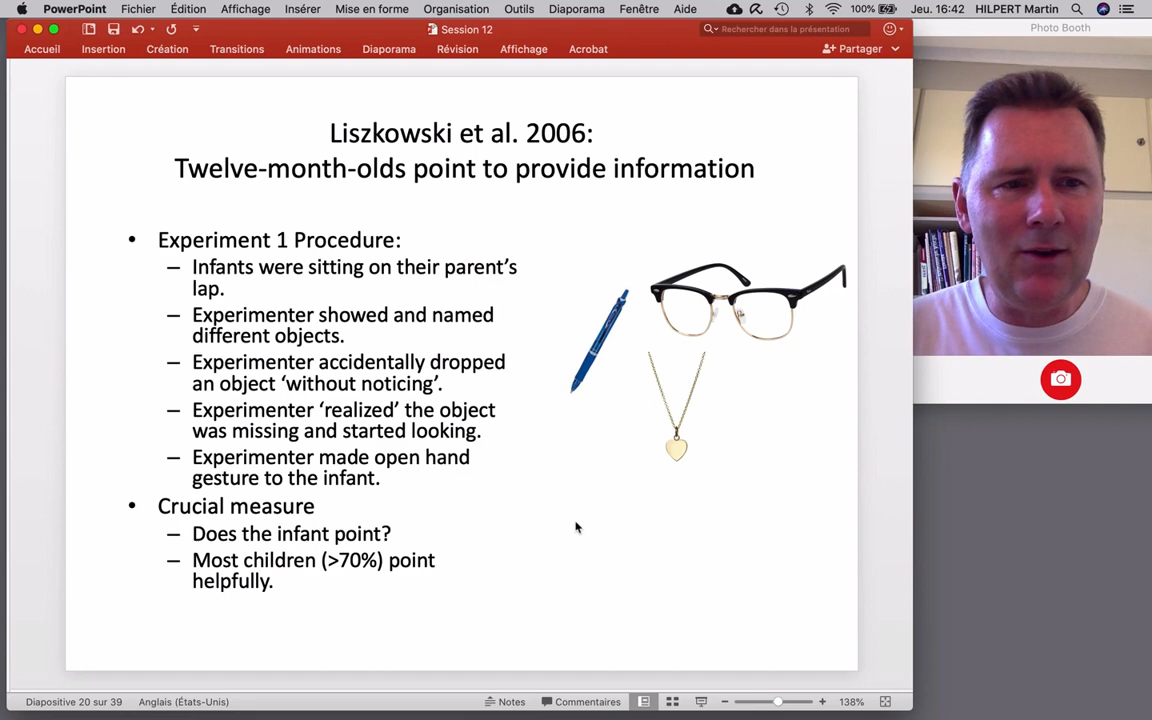 PowerPoint Fichier Édition Affichage Insérer Mise en forme Organisation Outils Diaporama Fenêtre Aide 100% Jeu. 16:42 HILPERT Martin
Session 12
Rechercher dans la présentation
Photo Booth
Accueil Insertion Création Transitions Animations Diaporama Révision Affichage Acrobat Partager
Liszkowski et al. 2006:
Twelve-month-olds point to provide information
• Experiment 1 Procedure:
– Infants were sitting on their parent’s
lap.
– Experimenter showed and named
different objects.
– Experimenter accidentally dropped
an object ‘without noticing’.
– Experimenter ‘realized’ the object
was missing and started looking.
– Experimenter made open hand
gesture to the infant.
• Crucial measure
– Does the infant point?
– Most children (>70%) point
helpfully.
Diapositive 20 sur 39 Anglais (États-Unis) Notes Commentaires 138%